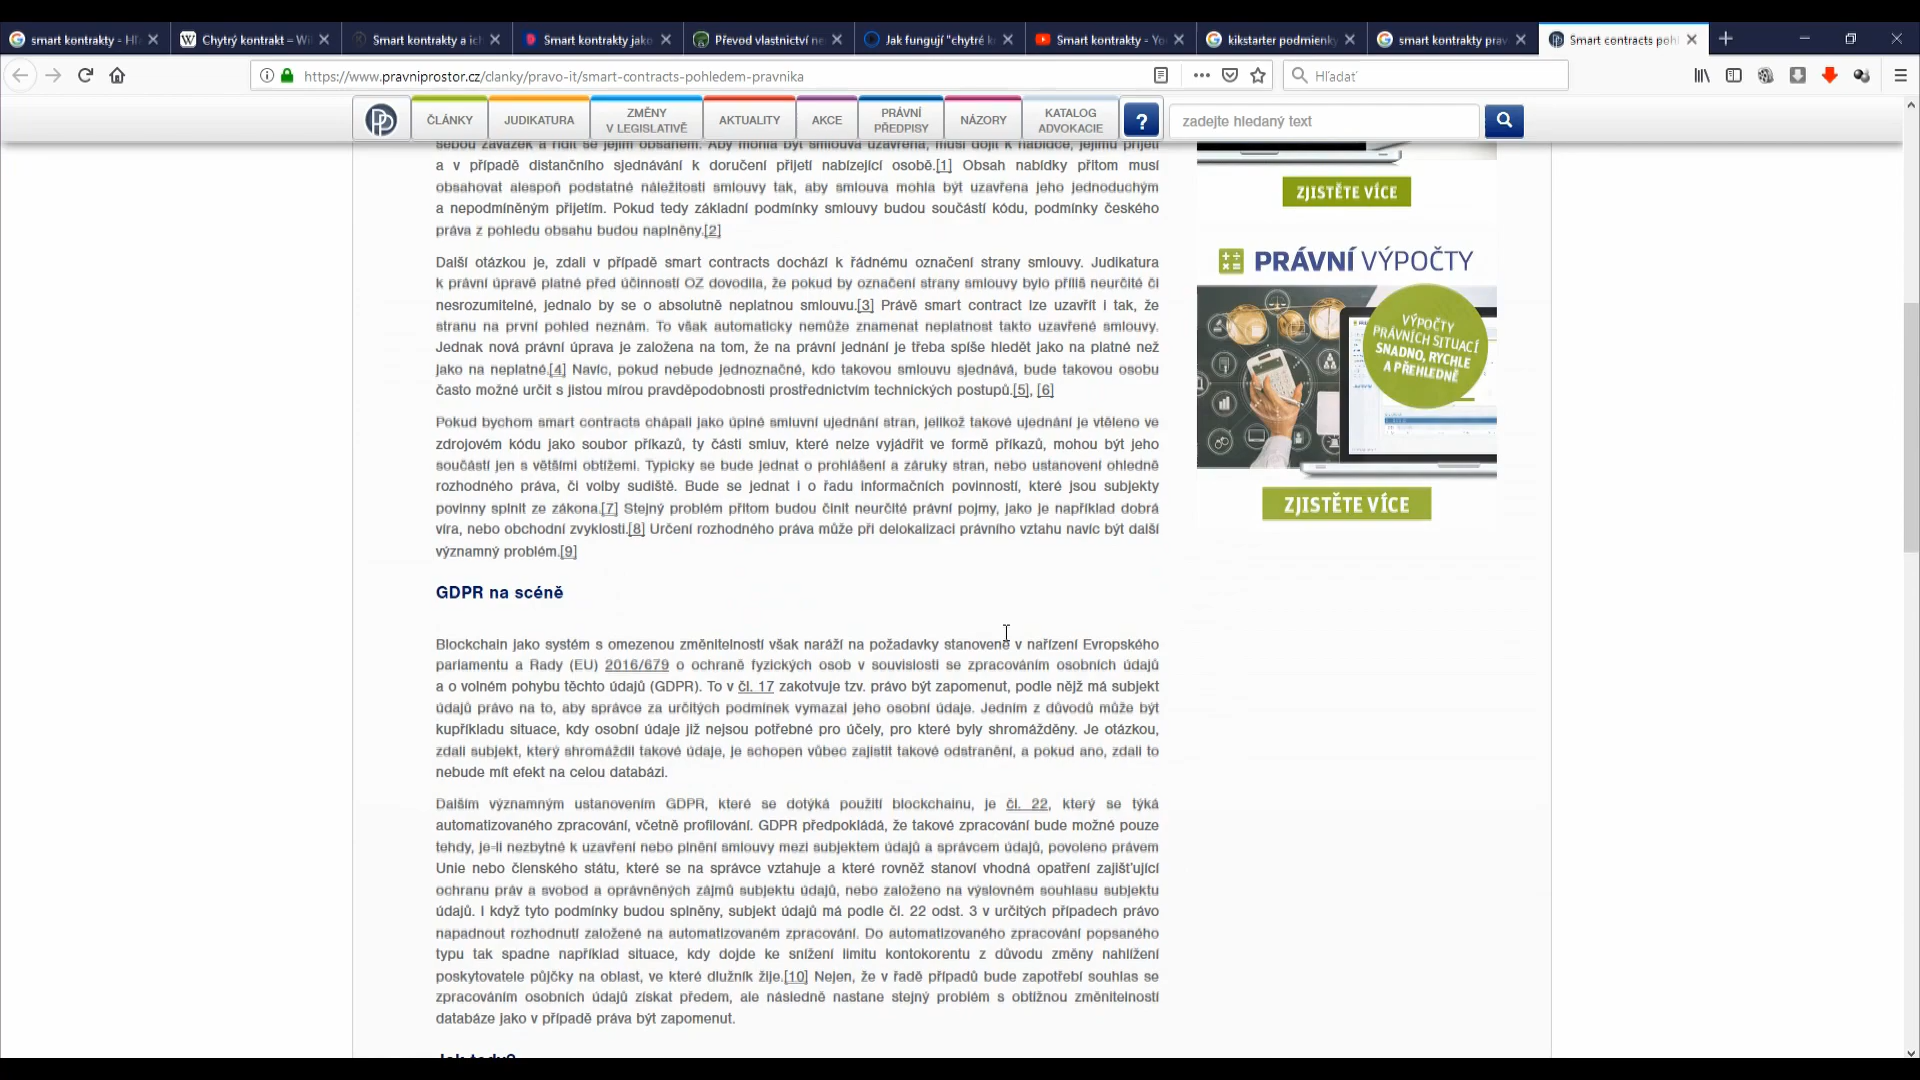 smart kontrakty - Hľ
Chytrý kontrakt – Wi
Smart kontrakty a ich
Smart kontrakty jako
Převod vlastnictví ne
Jak fungují "chytré k
Smart kontrakty - Yo
kikstarter podmienky
smart kontrakty prav
Smart contracts pohl
https://www.pravniprostor.cz/clanky/pravo-it/smart-contracts-pohledem-pravnika
Hľadať
ČLÁNKY
JUDIKATURA
ZMĚNY
V LEGISLATIVĚ
AKTUALITY
AKCE
PRÁVNÍ
PŘEDPISY
NÁZORY
KATALOG
ADVOKACIE
?
zadejte hledaný text
sebou závazek a řídit se jejím obsahem. Aby mohla být smlouva uzavřena, musí dojít k nabídce, jejímu přijetí
a v případě distančního sjednávání k doručení přijetí nabízející osobě.[1] Obsah nabídky přitom musí
obsahovat alespoň podstatné náležitosti smlouvy tak, aby smlouva mohla být uzavřena jeho jednoduchým
a nepodmíněným přijetím. Pokud tedy základní podmínky smlouvy budou součástí kódu, podmínky českého
práva z pohledu obsahu budou naplněny.[2]
Další otázkou je, zdali v případě smart contracts dochází k řádnému označení strany smlouvy. Judikatura
k právní úpravě platné před účinností OZ dovodila, že pokud by označení strany smlouvy bylo příliš neurčité či
nesrozumitelné, jednalo by se o absolutně neplatnou smlouvu.[3] Právě smart contract lze uzavřít i tak, že
stranu na první pohled neznám. To však automaticky nemůže znamenat neplatnost takto uzavřené smlouvy.
Jednak nová právní úprava je založena na tom, že na právní jednání je třeba spíše hledět jako na platné než
jako na neplatné.[4] Navíc, pokud nebude jednoznačné, kdo takovou smlouvu sjednává, bude takovou osobu
často možné určit s jistou mírou pravděpodobnosti prostřednictvím technických postupů.[5], [6]
Pokud bychom smart contracts chápali jako úplné smluvní ujednání stran, jelikož takové ujednání je vtěleno ve
zdrojovém kódu jako soubor příkazů, ty části smluv, které nelze vyjádřit ve formě příkazů, mohou být jeho
součástí jen s většími obtížemi. Typicky se bude jednat o prohlášení a záruky stran, nebo ustanovení ohledně
rozhodného práva, či volby sudiště. Bude se jednat i o řadu informačních povinností, které jsou subjekty
povinny splnit ze zákona.[7] Stejný problém přitom budou činit neurčité právní pojmy, jako je například dobrá
víra, nebo obchodní zvyklosti.[8] Určení rozhodného práva může při delokalizaci právního vztahu navíc být další
významný problém.[9]
GDPR na scéně
Blockchain jako systém s omezenou změnitelností však naráží na požadavky stanovené v nařízení Evropského
parlamentu a Rady (EU) 2016/679 o ochraně fyzických osob v souvislosti se zpracováním osobních údajů
a o volném pohybu těchto údajů (GDPR). To v čl. 17 zakotvuje tzv. právo být zapomenut, podle nějž má subjekt
údajů právo na to, aby správce za určitých podmínek vymazal jeho osobní údaje. Jedním z důvodů může být
kupříkladu situace, kdy osobní údaje již nejsou potřebné pro účely, pro které byly shromážděny. Je otázkou,
zdali subjekt, který shromáždil takové údaje, je schopen vůbec zajistit takové odstranění, a pokud ano, zdali to
nebude mít efekt na celou databázi.
Dalším významným ustanovením GDPR, které se dotýká použití blockchainu, je čl. 22, který se týká
automatizovaného zpracování, včetně profilování. GDPR předpokládá, že takové zpracování bude možné pouze
tehdy, je-li nezbytné k uzavření nebo plnění smlouvy mezi subjektem údajů a správcem údajů, povoleno právem
Unie nebo členského státu, které se na správce vztahuje a které rovněž stanoví vhodná opatření zajišťující
ochranu práv a svobod a oprávněných zájmů subjektu údajů, nebo založeno na výslovném souhlasu subjektu
údajů. I když tyto podmínky budou splněny, subjekt údajů má podle čl. 22 odst. 3 v určitých případech právo
napadnout rozhodnutí založené na automatizovaném zpracování. Do automatizovaného zpracování popsaného
typu tak spadne například situace, kdy dojde ke snížení limitu kontokorentu z důvodu změny nahlížení
poskytovatele půjčky na oblast, ve které dlužník žije.[10] Nejen, že v řadě případů bude zapotřebí souhlas se
zpracováním osobních údajů získat předem, ale následně nastane stejný problém s obtížnou změnitelností
databáze jako v případě práva být zapomenut.
Jak tedy?
ZJISTĚTE VÍCE
PRÁVNÍ VÝPOČTY
VÝPOČTY
PRÁVNÍCH SITUACÍ
SNADNO, RYCHLE
A PŘEHLEDNĚ
ZJISTĚTE VÍCE